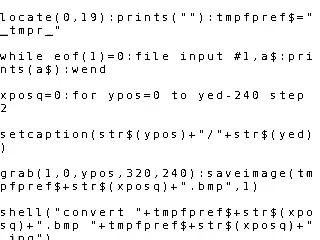 locate(0,19):prints(""):tmpfpref$="
_tmpr_"
while eof(1)=0:file input #1,a$:pri
nts(a$):wend
xposq=0:for ypos=0 to yed-240 step
2
setcaption(str$(ypos)+"/"+str$(yed)
)
grab(1,0,ypos,320,240):saveimage(tm
pfpref$+str$(xposq)+".bmp",1)
shell("convert "+tmpfpref$+str$(xpo
sq)+".bmp "+tmpfpref$+str$(xposq)+"
.jpg")